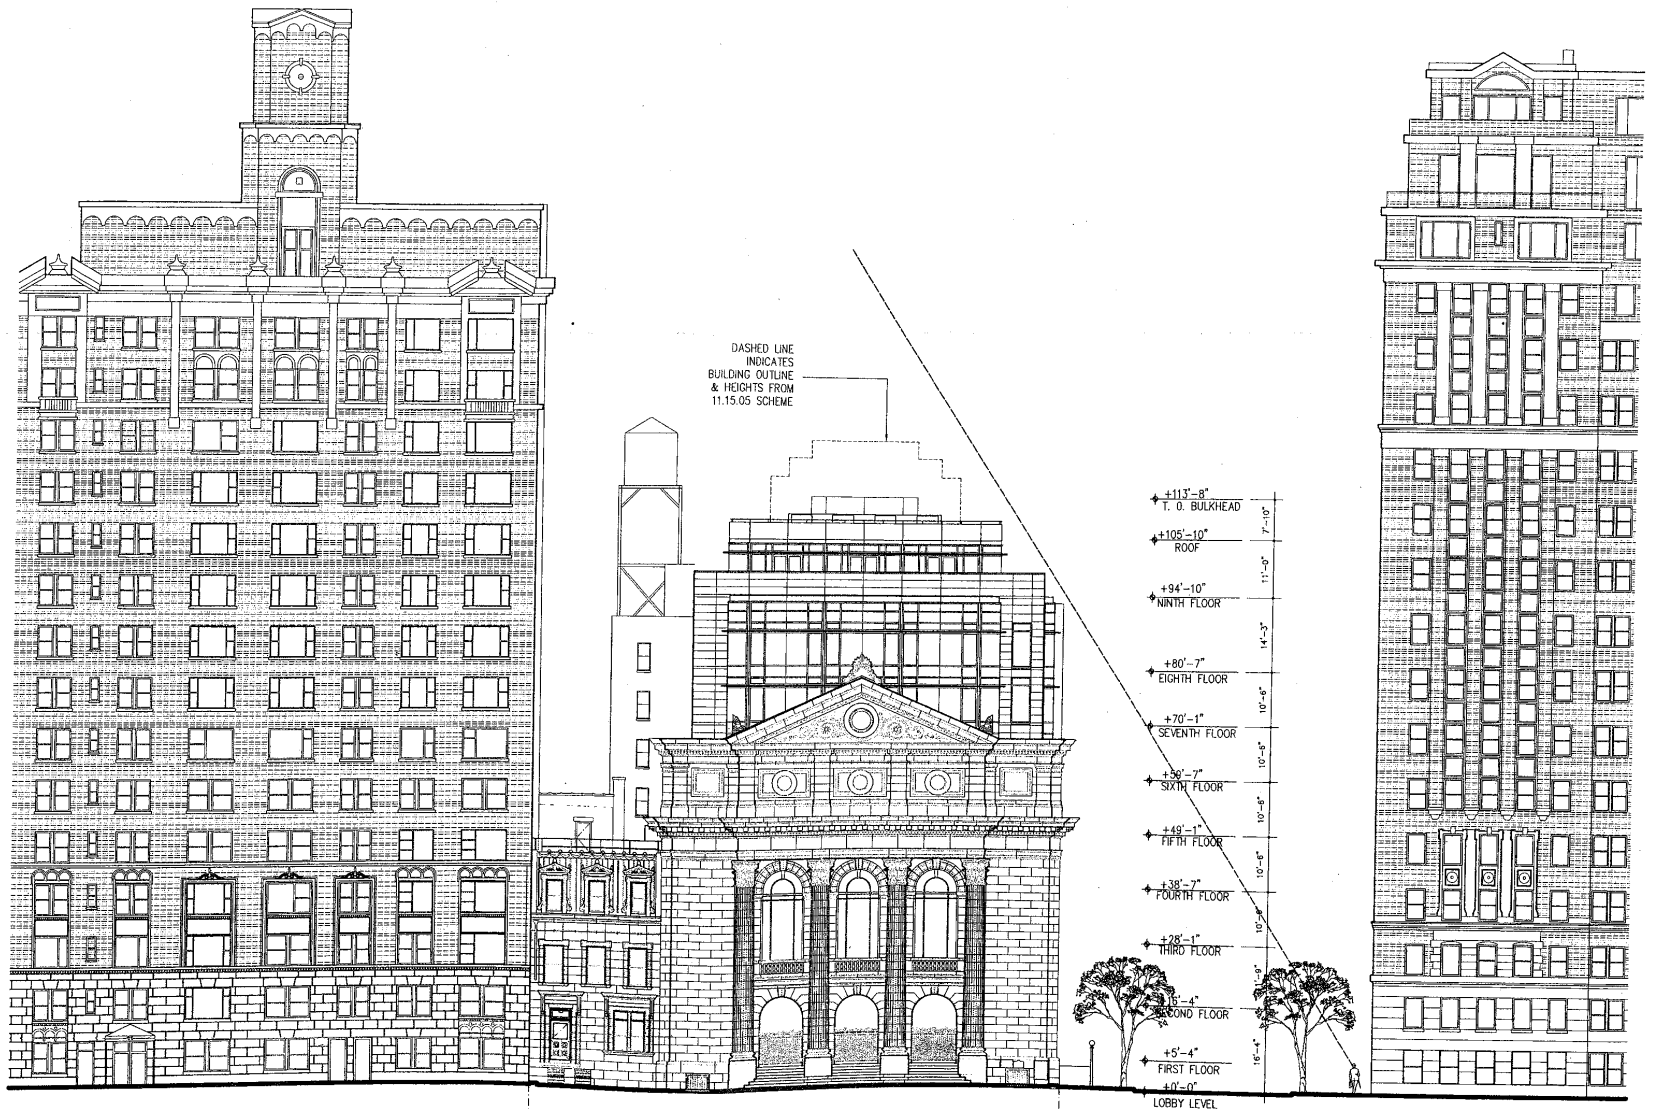 DASHED LINE
INDICATES
BUILDING OUTLINE
& HEIGHTS FROM
11.15.05 SCHEME
+113'-8"
T. O. BULKHEAD
7'-10"
+105'-10"
ROOF
11'-0"
+94'-10"
NINTH FLOOR
14'-3"
+80'-7"
EIGHTH FLOOR
10'-6"
+70'-1"
SEVENTH FLOOR
10'-6"
+59'-7"
SIXTH FLOOR
10'-6"
+49'-1"
FIFTH FLOOR
10'-6"
+38'-7"
FOURTH FLOOR
10'-6"
+28'-1"
THIRD FLOOR
SECOND FLOOR
16'-4"
+5'-4"
FIRST FLOOR
+0'-0"
LOBBY LEVEL